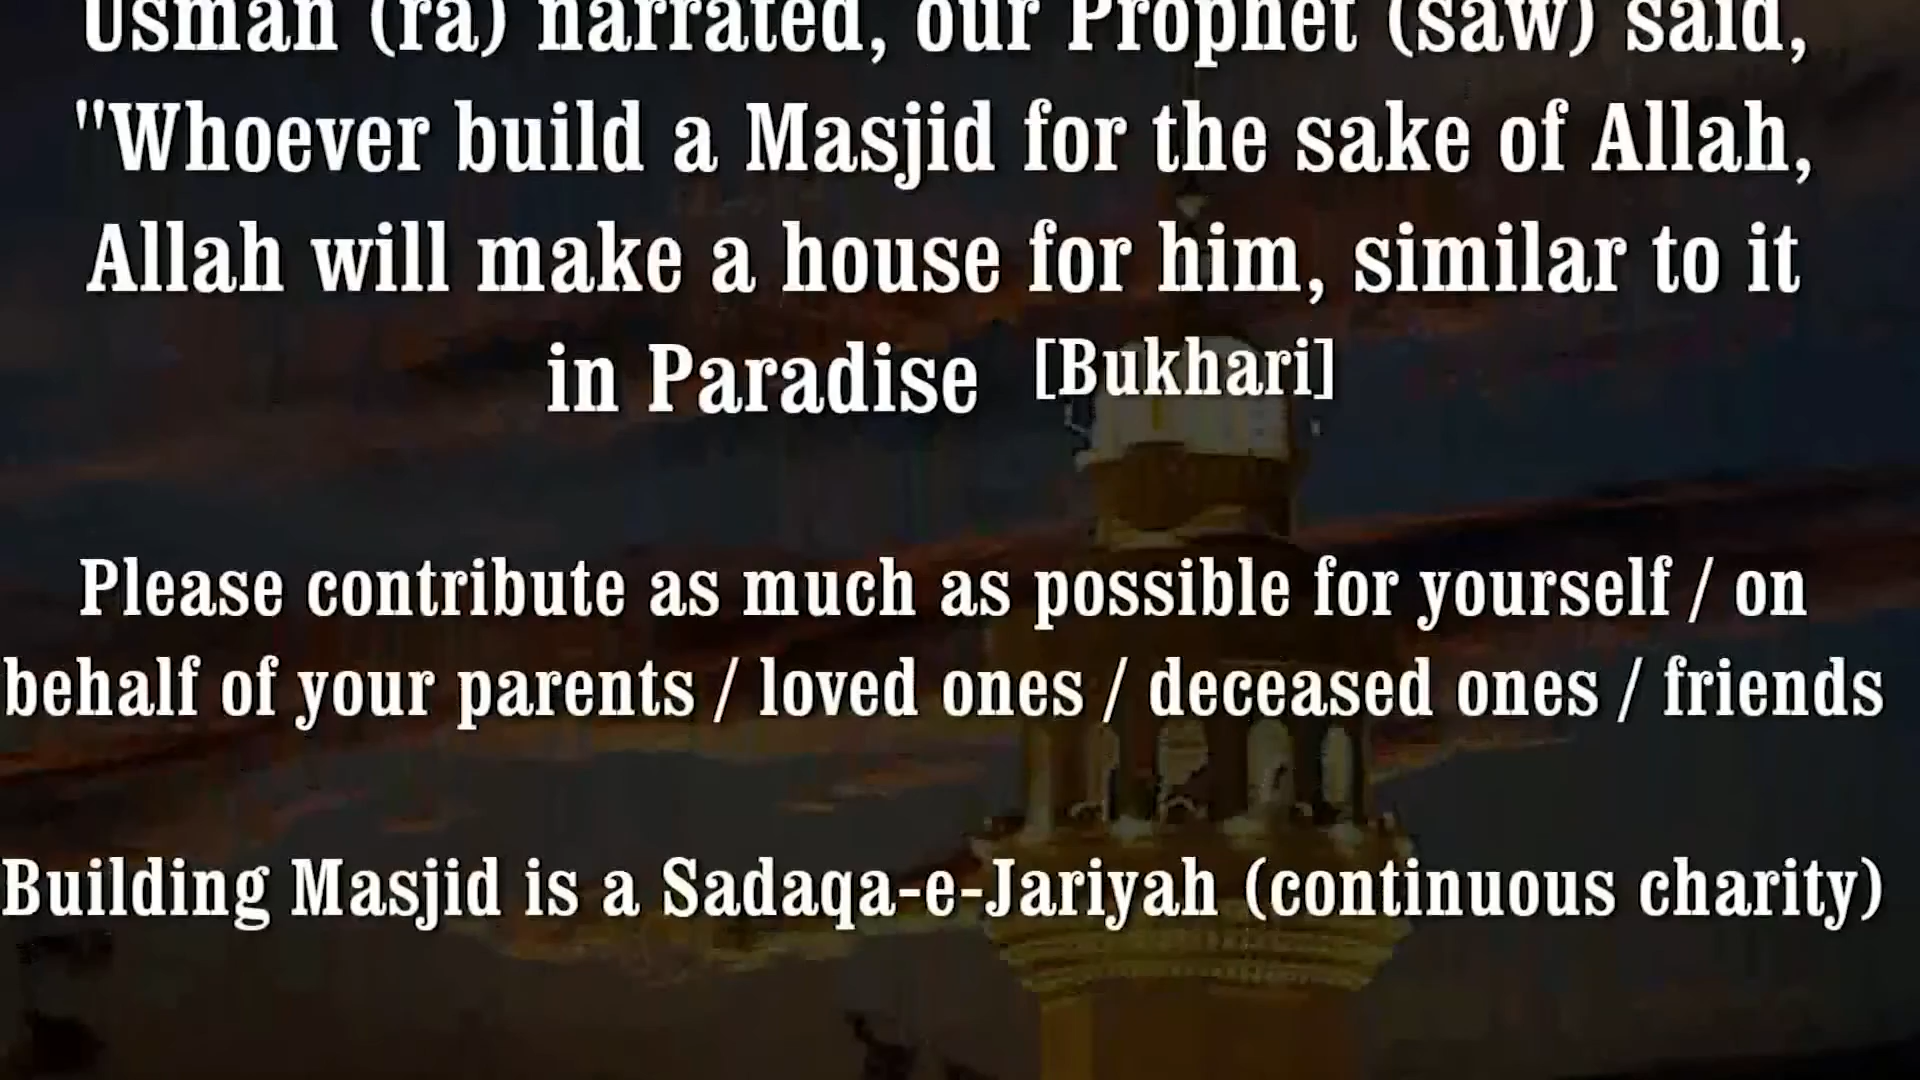 Usman (ra) narrated, our Prophet (saw) said,
"Whoever build a Masjid for the sake of Allah,
Allah will make a house for him, similar to it
in Paradise [Bukhari]
Please contribute as much as possible for yourself / on
behalf of your parents / loved ones / deceased ones / friends
Building Masjid is a Sadaqa-e-Jariyah (continuous charity)